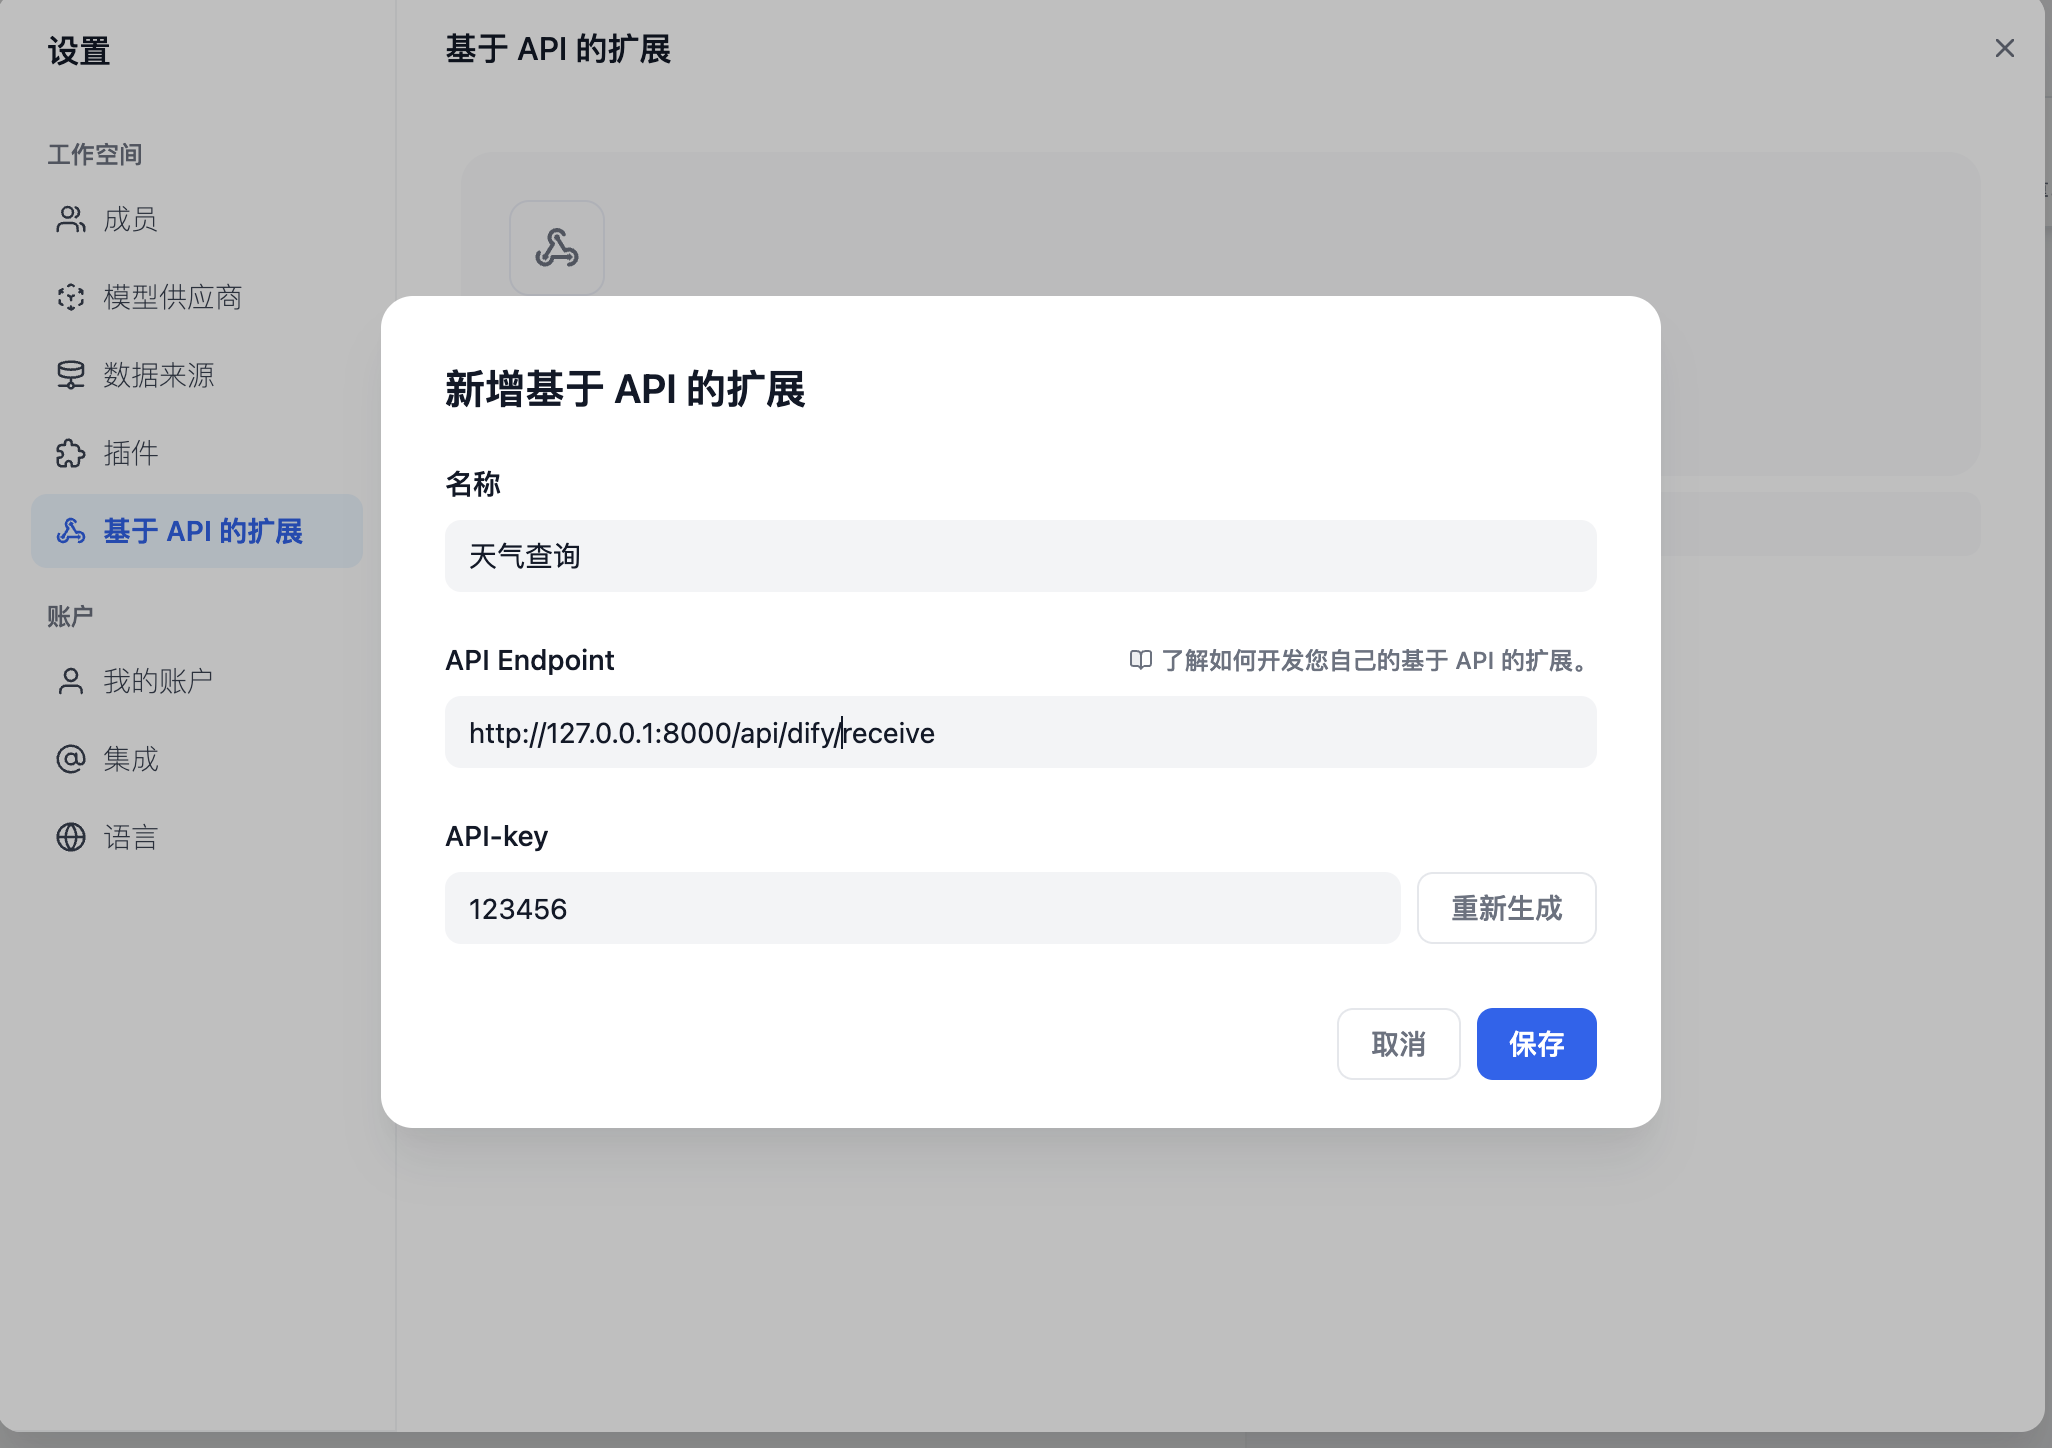 设置
工作空间
成员
模型供应商
数据来源
插件
基于 API 的扩展
账户
我的账户
集成
语言
基于 API 的扩展
新增基于 API 的扩展
名称
天气查询
API Endpoint
了解如何开发您自己的基于 API 的扩展。
http://127.0.0.1:8000/api/dify/receive
API-key
123456
重新生成
取消
保存